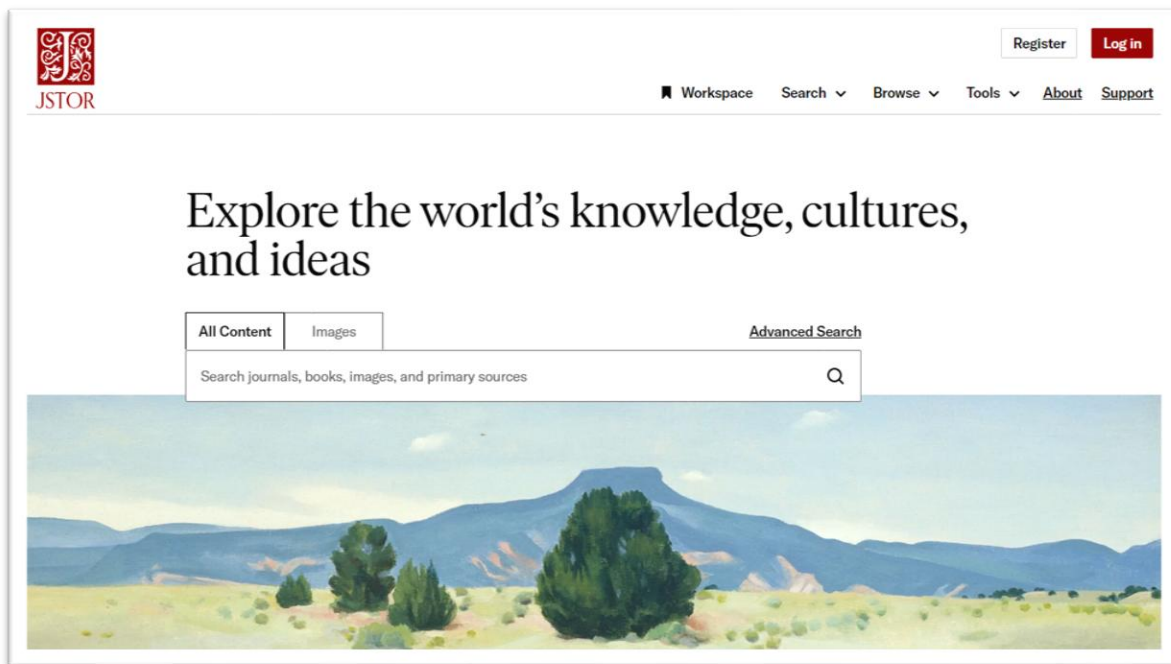 JSTOR
Register
Log in
Workspace
Search
Browse
Tools
About
Support
Explore the world’s knowledge, cultures,
and ideas
All Content
Images
Advanced Search
Search journals, books, images, and primary sources